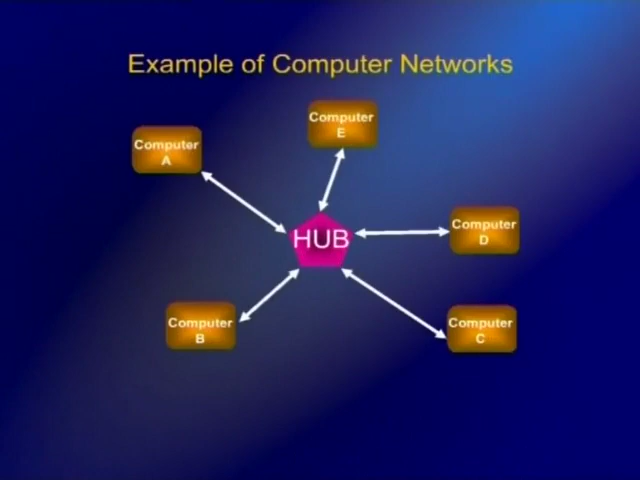 Example of Computer Networks
Computer
E
Computer
A
Computer
D
HUB
Computer
B
Computer
C